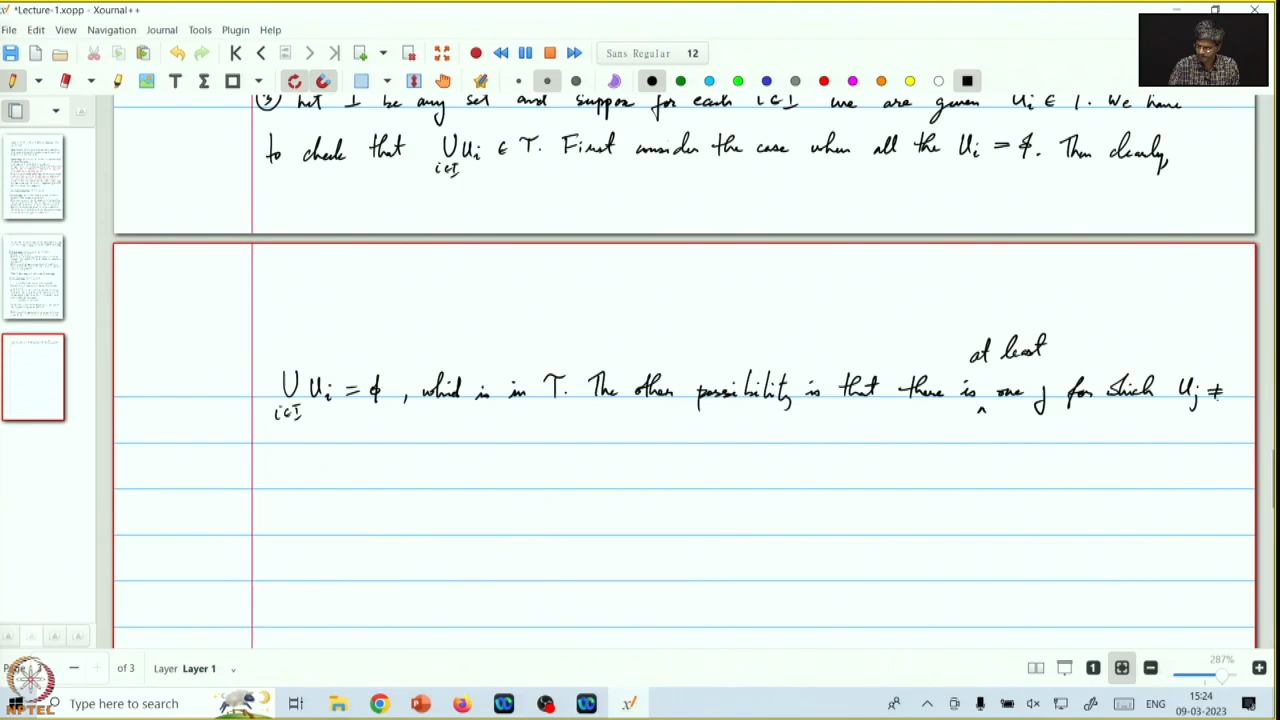 *Lecture-1.xopp - Xournal++
File Edit View Navigation Journal Tools Plugin Help
Sans Regular 12
③ Let I be any set and suppose for each i ∈ I we are given Ui ∈ T. We have
to check that ⋃i∈I Ui ∈ T. First consider the case when all the Ui = ϕ. Then clearly,
at least
⋃i∈I Ui = ϕ, which is in T. The other possibility is that there is ^ one j for which Uj ≠
of 3 Layer Layer 1
287%
NPTEL
Type here to search
ENG
15:24
09-03-2023